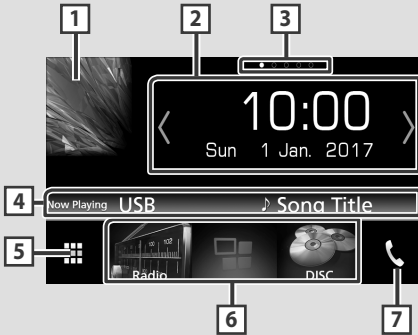 1 2 3
10:00
Sun 1 Jan. 2017
4 Now Playing USB ♪ Song Title
5 Radio DISC
6 7